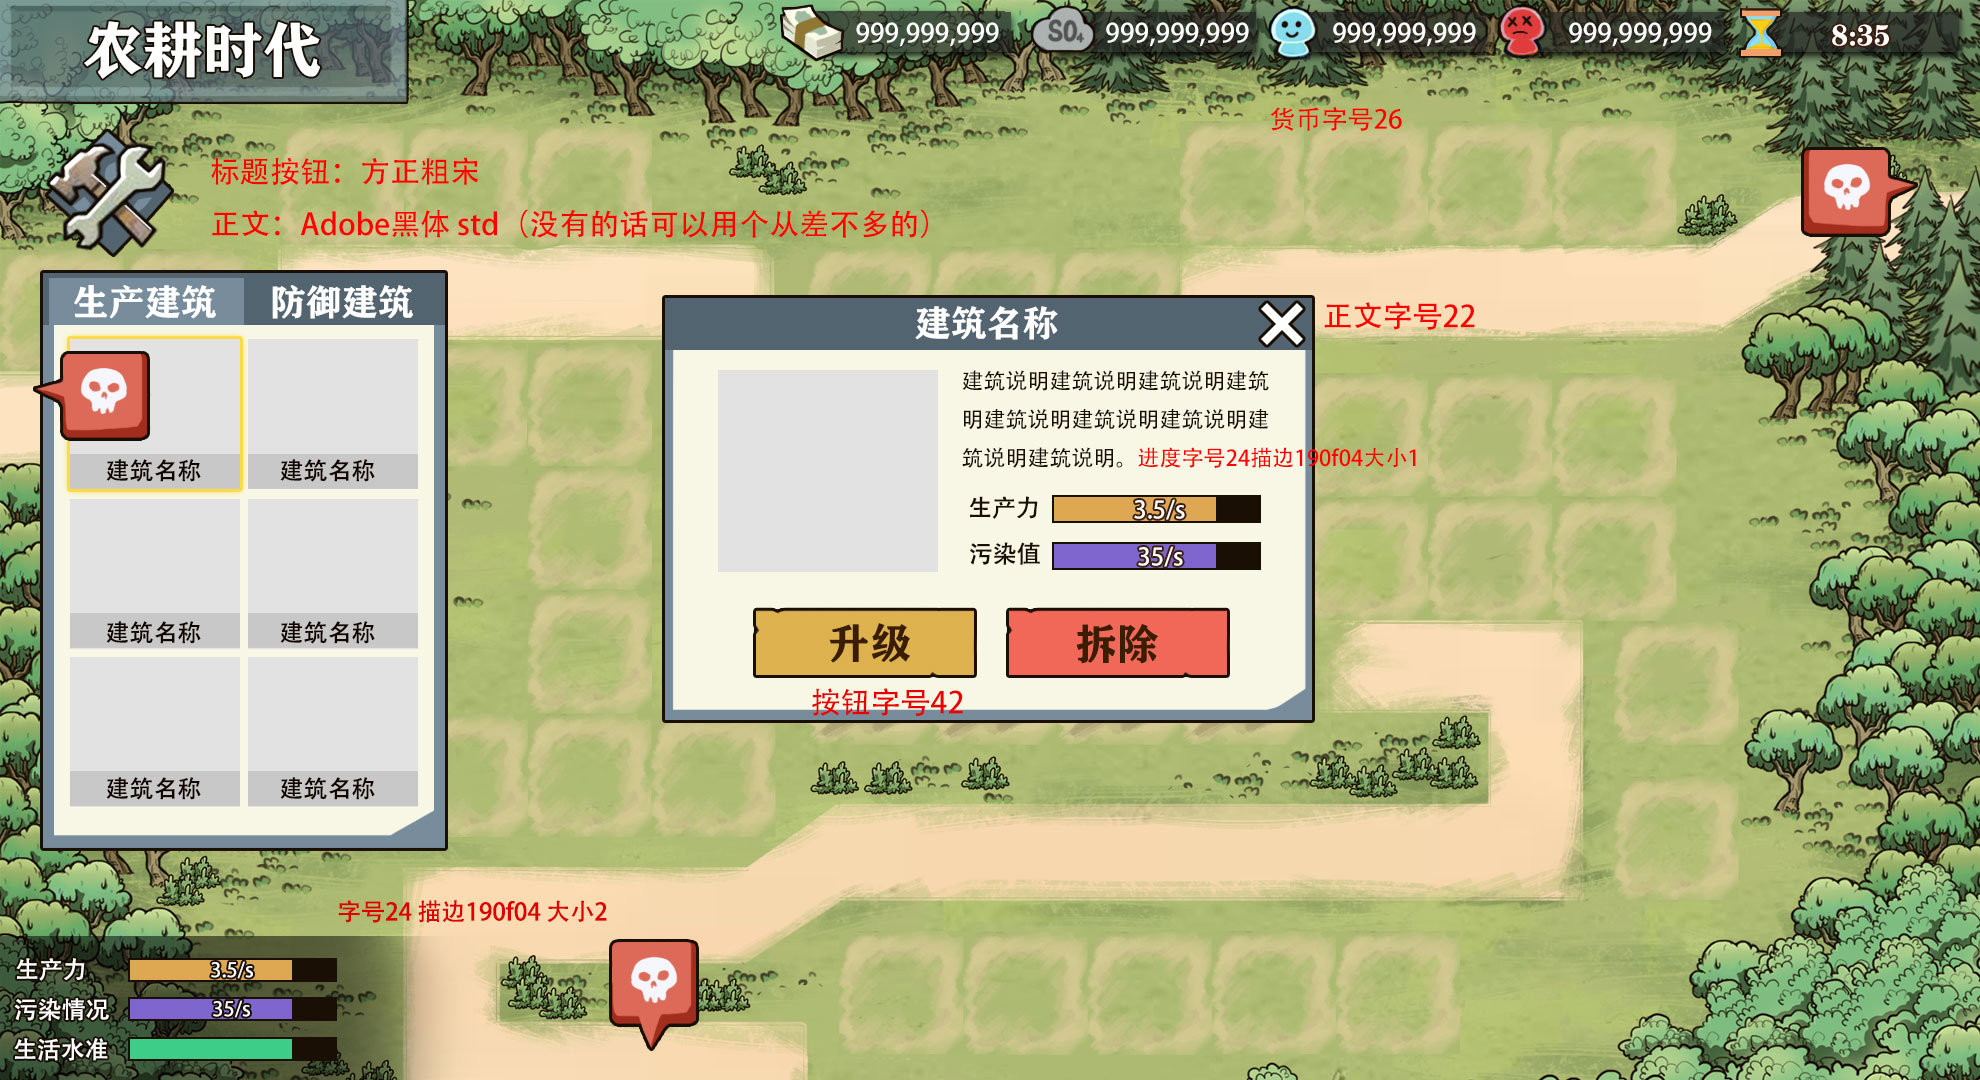 农耕时代
999,999,999
SO₄
999,999,999
999,999,999
999,999,999
8:35
货币字号26
标题按钮：方正粗宋
正文：Adobe黑体 std（没有的话可以用个从差不多的）
生产建筑
防御建筑
建筑名称
建筑名称
建筑名称
建筑名称
建筑名称
建筑名称
建筑名称
正文字号22
建筑说明建筑说明建筑说明建筑
明建筑说明建筑说明建筑说明建
筑说明建筑说明。进度字号24描边190f04大小1
生产力
3.5/s
污染值
35/s
升级
拆除
按钮字号42
字号24 描边190f04 大小2
生产力
3.5/s
污染情况
35/s
生活水准